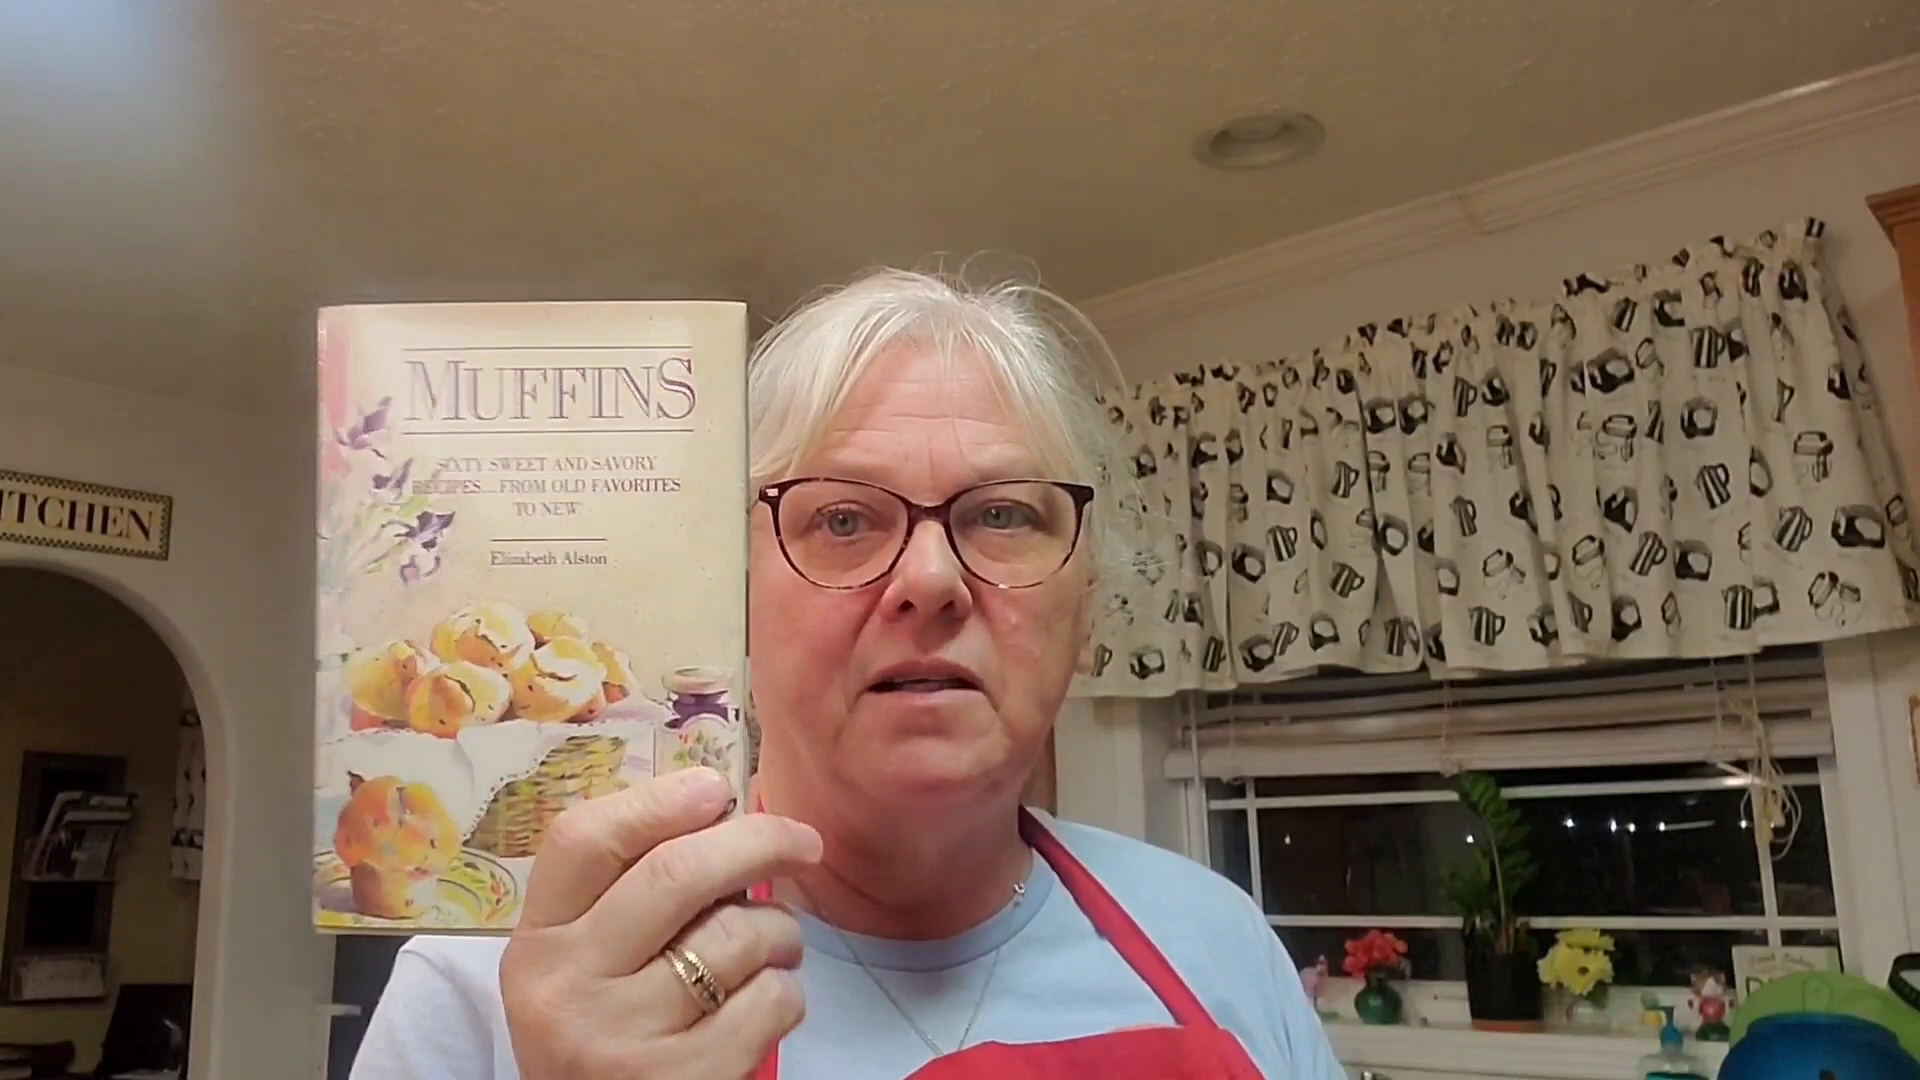 MUFFINS
SIXTY SWEET AND SAVORY
RECIPES...FROM OLD FAVORITES
TO NEW
Elizabeth Alston
ITCHEN